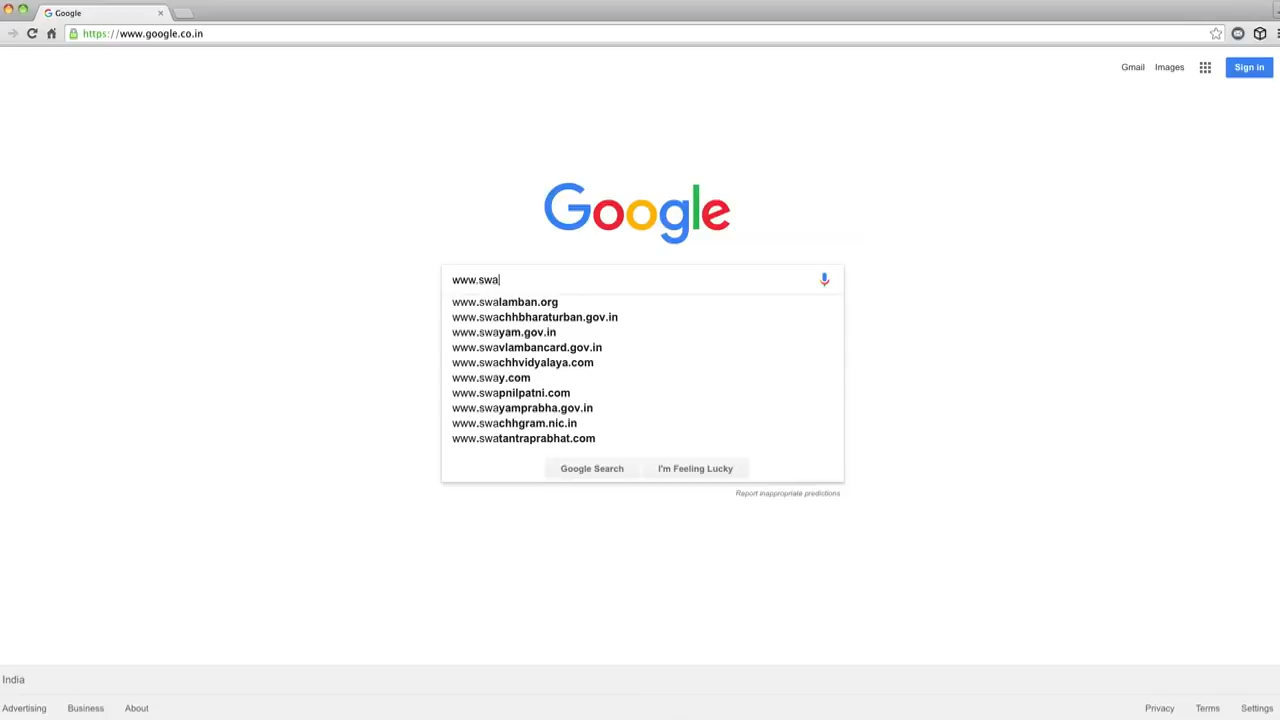 Google
https://www.google.co.in
Gmail Images Sign in
Google
www.swa
www.swalamban.org
www.swachhbharaturban.gov.in
www.swayam.gov.in
www.swavlambancard.gov.in
www.swachhvidyalaya.com
www.sway.com
www.swapnilpatni.com
www.swayamprabha.gov.in
www.swachhgram.nic.in
www.swatantraprabhat.com
Google Search I'm Feeling Lucky
Report inappropriate predictions
India
Advertising Business About Privacy Terms Settings